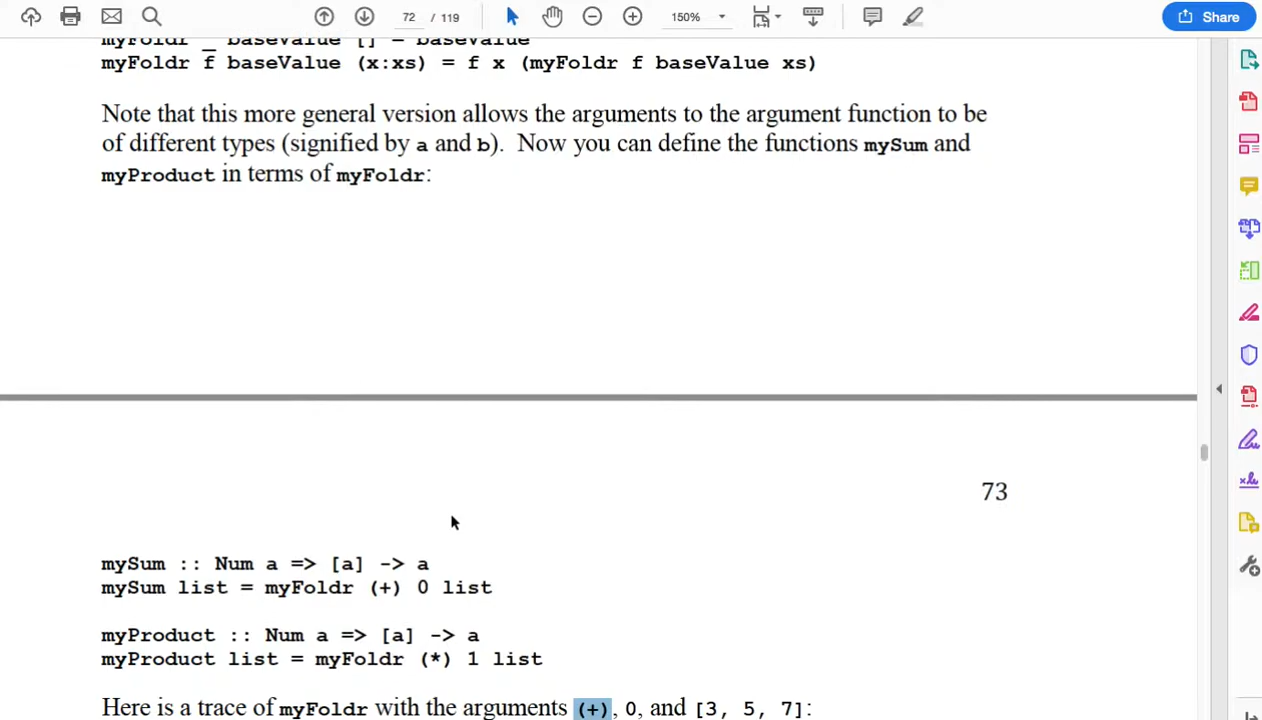 72 / 119
150%
Share
myFoldr _ baseValue [] = baseValue
myFoldr f baseValue (x:xs) = f x (myFoldr f baseValue xs)
Note that this more general version allows the arguments to the argument function to be
of different types (signified by a and b). Now you can define the functions mySum and
myProduct in terms of myFoldr:
73
mySum :: Num a => [a] -> a
mySum list = myFoldr (+) 0 list
myProduct :: Num a => [a] -> a
myProduct list = myFoldr (*) 1 list
Here is a trace of myFoldr with the arguments (+), 0, and [3, 5, 7]: